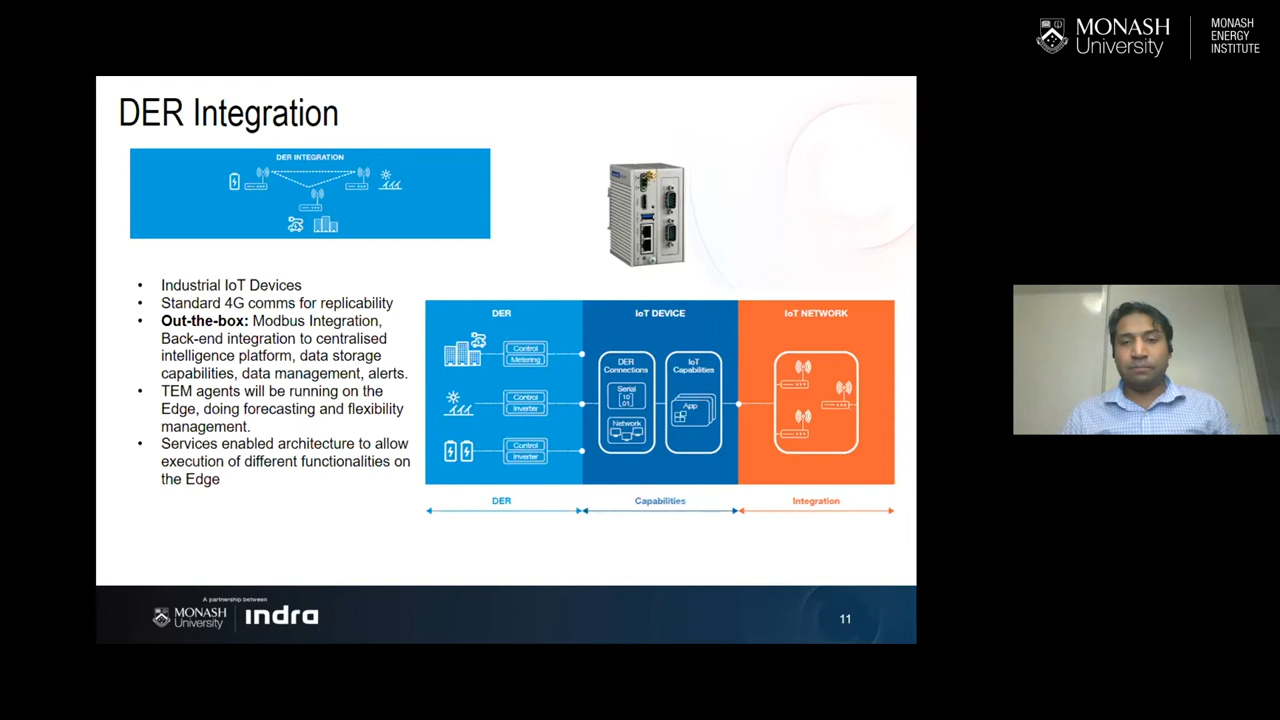 MONASH University
MONASH ENERGY INSTITUTE
DER Integration
DER INTEGRATION
• Industrial IoT Devices
• Standard 4G comms for replicability
• Out-the-box: Modbus Integration,
Back-end integration to centralised
intelligence platform, data storage
capabilities, data management, alerts.
• TEM agents will be running on the
Edge, doing forecasting and flexibility
management.
• Services enabled architecture to allow
execution of different functionalities on
the Edge
DER
Control
Metering
Control
Inverter
Control
Inverter
IoT DEVICE
DER
Connections
Serial
10
01
Network
IoT
Capabilities
App
IoT NETWORK
DER
Capabilities
Integration
A partnership between
MONASH University
indra
11